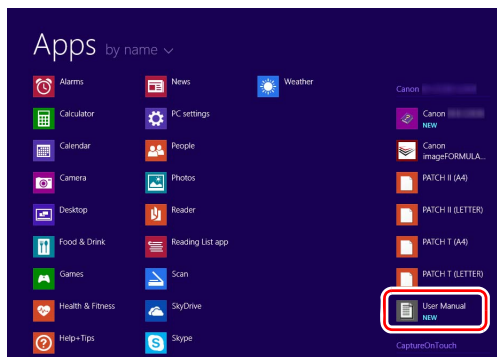 Apps by name
Alarms
Calculator
Calendar
Camera
Desktop
Food & Drink
Games
Health & Fitness
Help+Tips
News
PC settings
People
Photos
Reader
Reading List app
Scan
SkyDrive
Skype
Weather
Canon
Canon
NEW
Canon
imageFORMULA...
PATCH II (A4)
PATCH II (LETTER)
PATCH T (A4)
PATCH T (LETTER)
User Manual
NEW
CaptureOnTouch